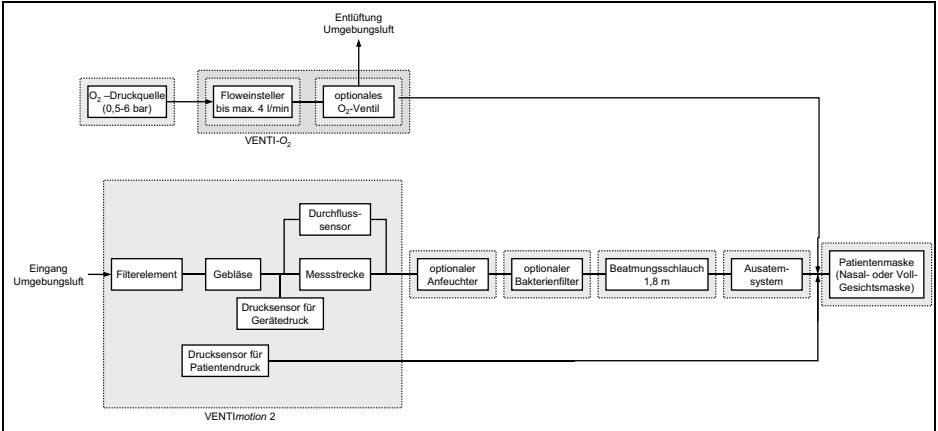 Entlüftung
Umgebungsluft
O₂ –Druckquelle
(0,5-6 bar)
Floweinsteller
bis max. 4 l/min
optionales
O₂-Ventil
VENTI-O₂
Durchfluss-
sensor
Eingang
Umgebungsluft
Filterelement
Gebläse
Messstrecke
optionaler
Anfeuchter
optionaler
Bakterienfilter
Beatmungsschlauch
1,8 m
Ausatem-
system
Patientenmaske
(Nasal- oder Voll-
Gesichtsmaske)
Drucksensor für
Gerätedruck
Drucksensor für
Patientendruck
VENTImotion 2